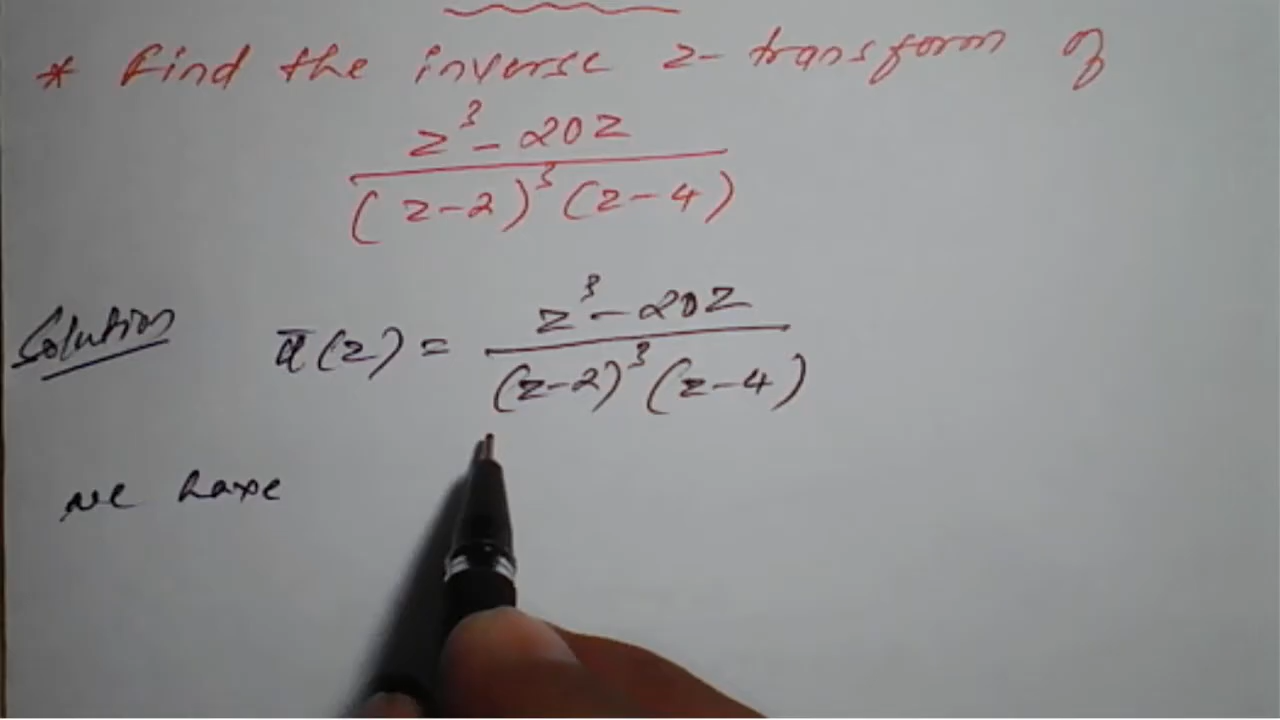 * Find the inverse z-transform of
z³ - 20z
(z-2)³ (z-4)
Solution ū(z) = z³ - 20z
(z-2)³ (z-4)
we have